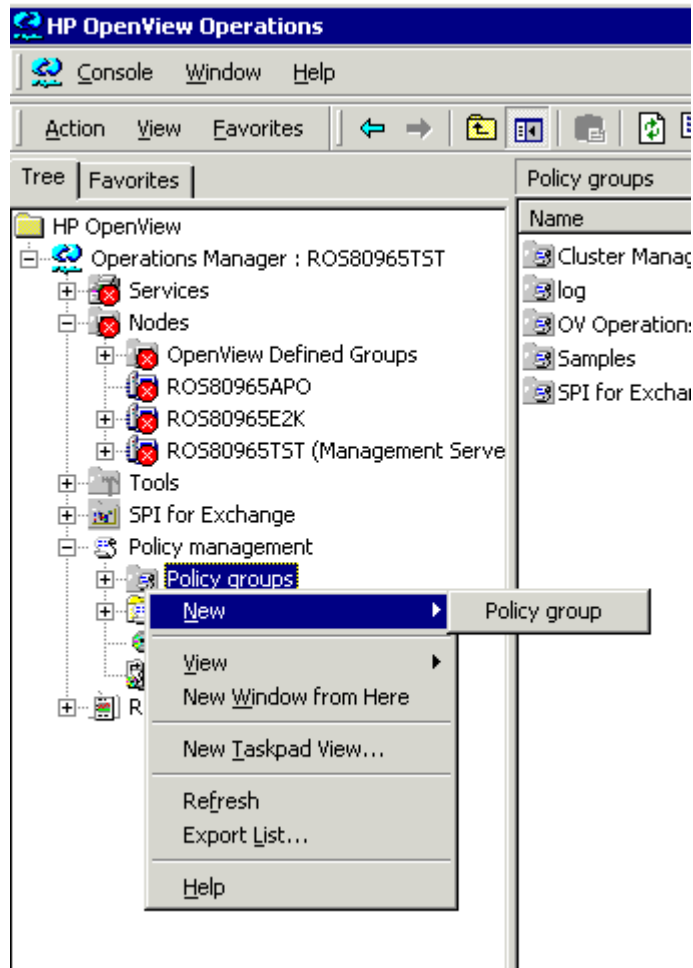 HP OpenView Operations
Console Window Help
Action View Favorites
Tree Favorites
HP OpenView
Operations Manager : ROS80965TST
Services
Nodes
OpenView Defined Groups
ROS80965APO
ROS80965E2K
ROS80965TST (Management Serve
Tools
SPI for Exchange
Policy management
Policy groups
R
New
View
New Window from Here
New Taskpad View...
Refresh
Export List...
Help
Policy group
Policy groups
Name
Cluster Manag
log
OV Operations
Samples
SPI for Exchar